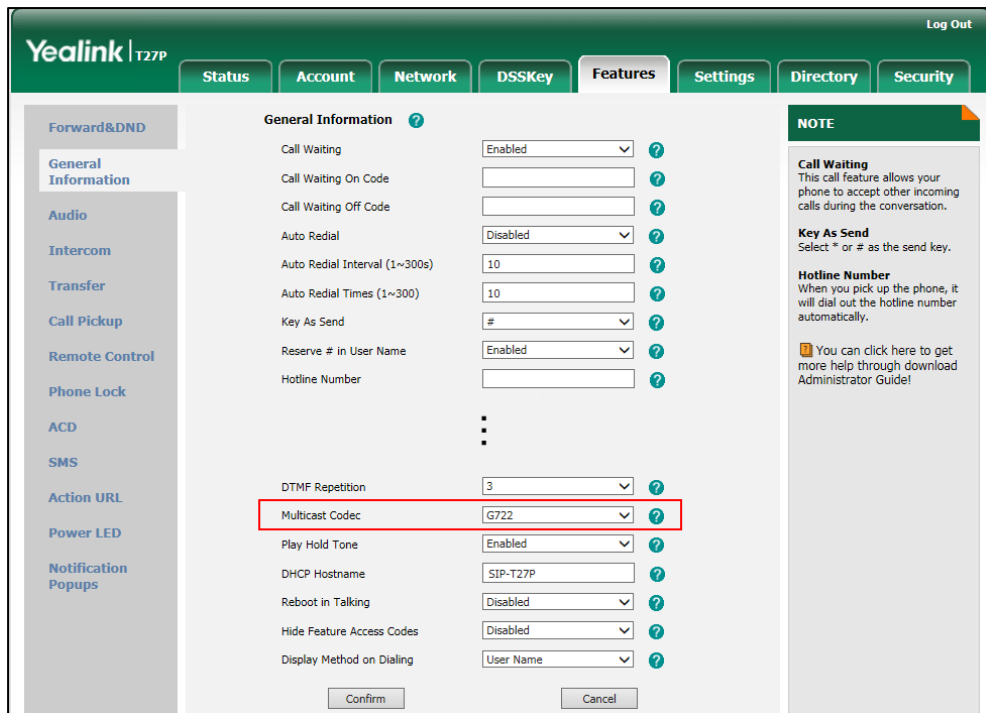 Log Out
Yealink T27P
Status Account Network DSSKey Features Settings Directory Security
Forward&DND
General
Information
Audio
Intercom
Transfer
Call Pickup
Remote Control
Phone Lock
ACD
SMS
Action URL
Power LED
Notification
Popups
General Information ?
Call Waiting Enabled ?
Call Waiting On Code ?
Call Waiting Off Code ?
Auto Redial Disabled ?
Auto Redial Interval (1~300s) 10 ?
Auto Redial Times (1~300) 10 ?
Key As Send # ?
Reserve # in User Name Enabled ?
Hotline Number ?
DTMF Repetition 3 ?
Multicast Codec G722 ?
Play Hold Tone Enabled ?
DHCP Hostname SIP-T27P ?
Reboot in Talking Disabled ?
Hide Feature Access Codes Disabled ?
Display Method on Dialing User Name ?
Confirm Cancel
NOTE
Call Waiting
This call feature allows your
phone to accept other incoming
calls during the conversation.
Key As Send
Select * or # as the send key.
Hotline Number
When you pick up the phone, it
will dial out the hotline number
automatically.
? You can click here to get
more help through download
Administrator Guide!